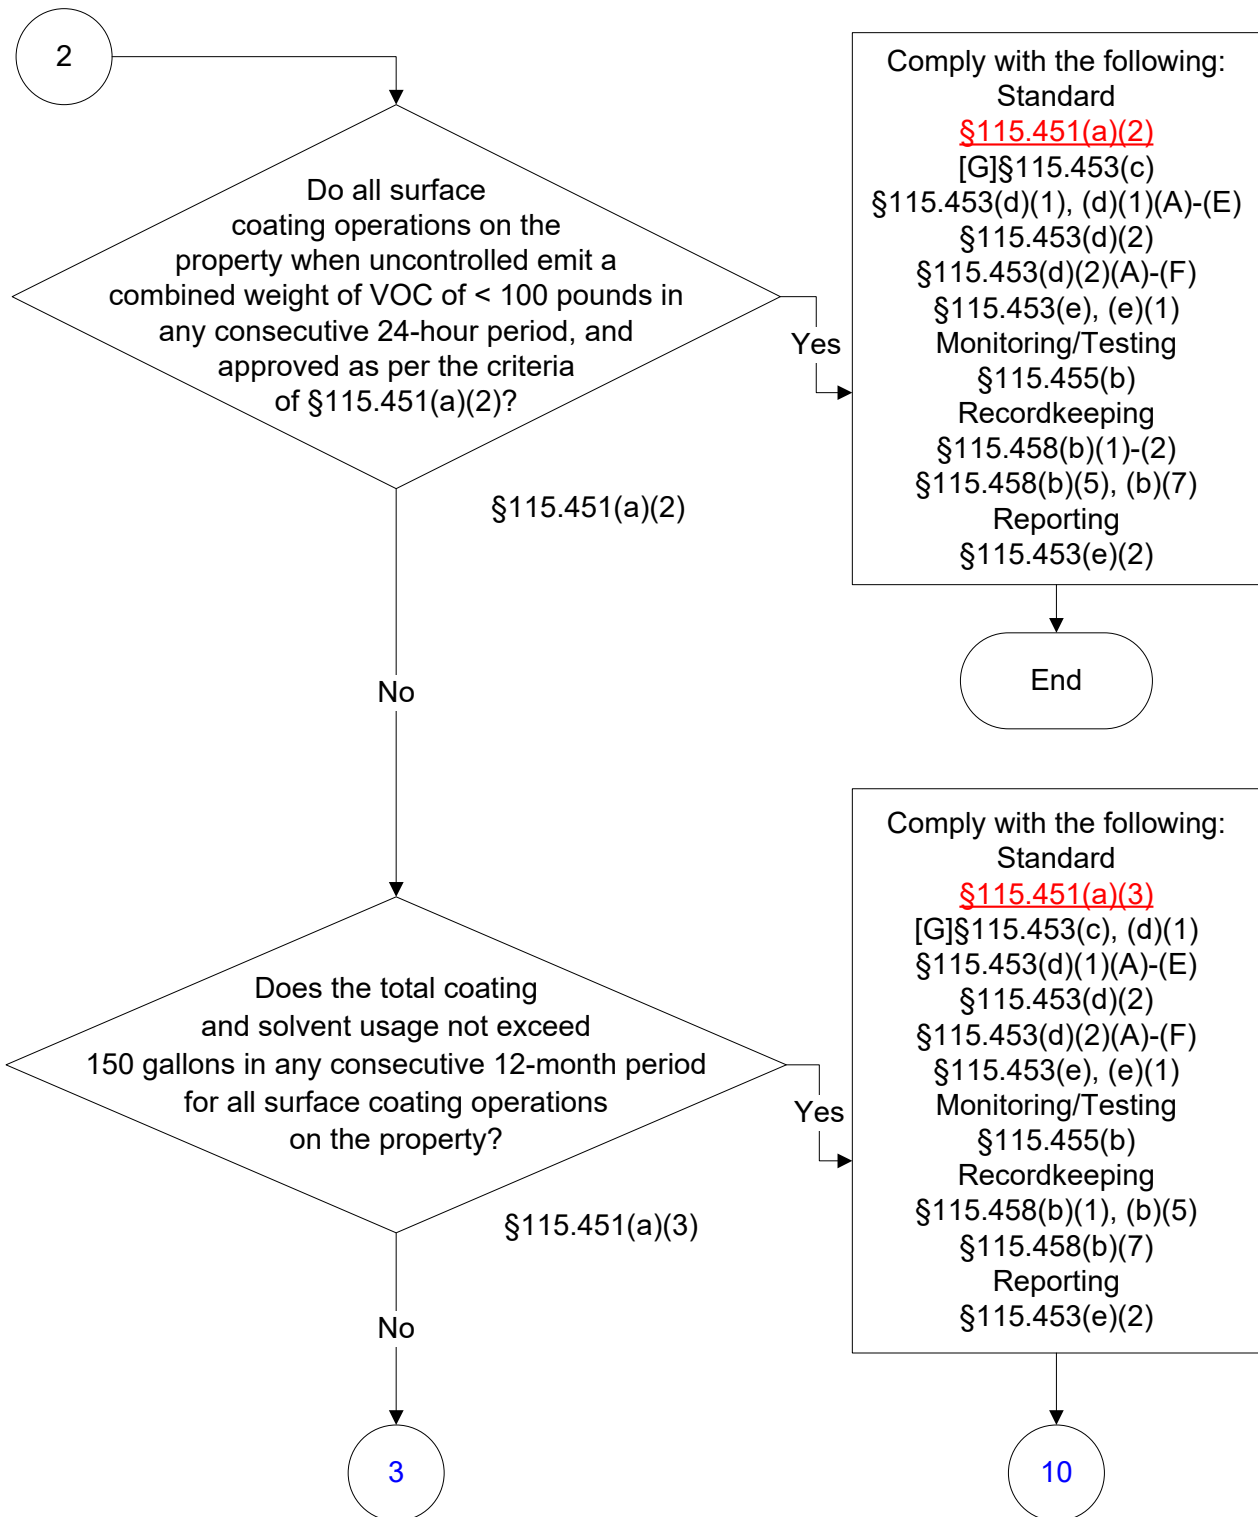 2
Do all surface
coating operations on the
property when uncontrolled emit a
combined weight of VOC of < 100 pounds in
any consecutive 24-hour period, and
approved as per the criteria
of §115.451(a)(2)?
Yes
§115.451(a)(2)
No
Comply with the following:
Standard
§115.451(a)(2)
[G]§115.453(c)
§115.453(d)(1), (d)(1)(A)-(E)
§115.453(d)(2)
§115.453(d)(2)(A)-(F)
§115.453(e), (e)(1)
Monitoring/Testing
§115.455(b)
Recordkeeping
§115.458(b)(1)-(2)
§115.458(b)(5), (b)(7)
Reporting
§115.453(e)(2)
End
Does the total coating
and solvent usage not exceed
150 gallons in any consecutive 12-month period
for all surface coating operations
on the property?
Yes
§115.451(a)(3)
No
3
Comply with the following:
Standard
§115.451(a)(3)
[G]§115.453(c), (d)(1)
§115.453(d)(1)(A)-(E)
§115.453(d)(2)
§115.453(d)(2)(A)-(F)
§115.453(e), (e)(1)
Monitoring/Testing
§115.455(b)
Recordkeeping
§115.458(b)(1), (b)(5)
§115.458(b)(7)
Reporting
§115.453(e)(2)
10